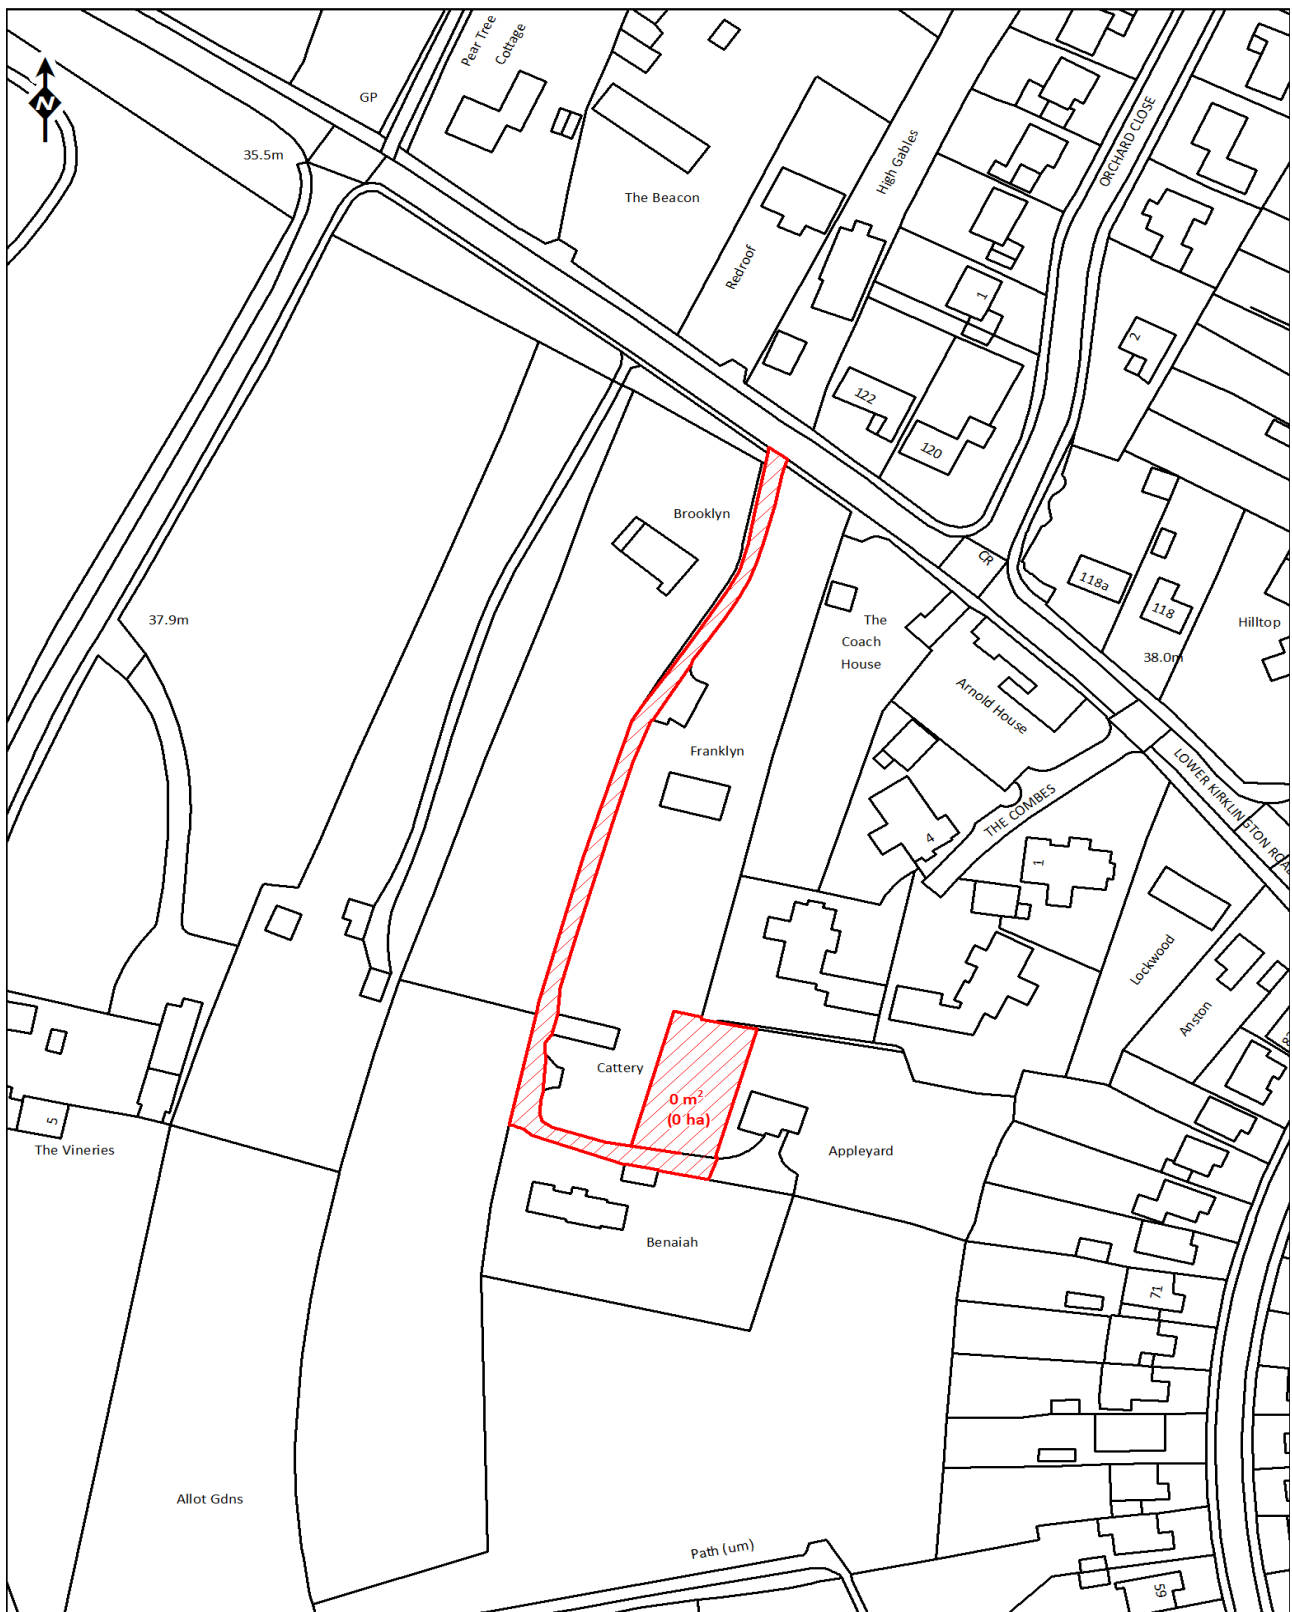 Pear Tree
Cottage
GP
N
35.5m
The Beacon
High Gables
ORCHARD CLOSE
Redroof
1
2
122
120
Brooklyn
CR
118a
118
37.9m
The
Coach
House
Hilltop
38.0m
Arnold House
Franklyn
LOWER KIRKLINGTON ROAD
THE COMBES
4
1
Lockwood
Anston
Cattery
0 m²
(0 ha)
5
The Vineries
Appleyard
Benaiah
71
Allot Gdns
Path (um)
59